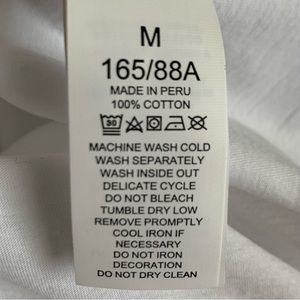 M
165/88A
MADE IN PERU
100% COTTON
30
MACHINE WASH COLD
WASH SEPARATELY
WASH INSIDE OUT
DELICATE CYCLE
DO NOT BLEACH
TUMBLE DRY LOW
REMOVE PROMPTLY
COOL IRON IF
NECESSARY
DO NOT IRON
DECORATION
DO NOT DRY CLEAN